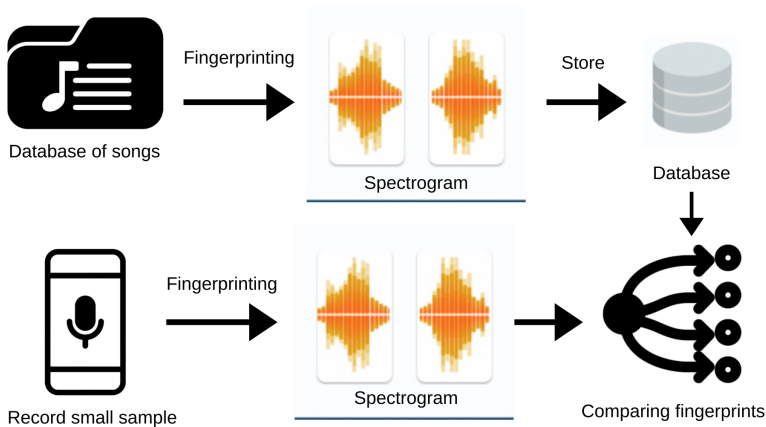 Fingerprinting
Store
Database of songs
Spectrogram
Database
Fingerprinting
Record small sample
Spectrogram
Comparing fingerprints